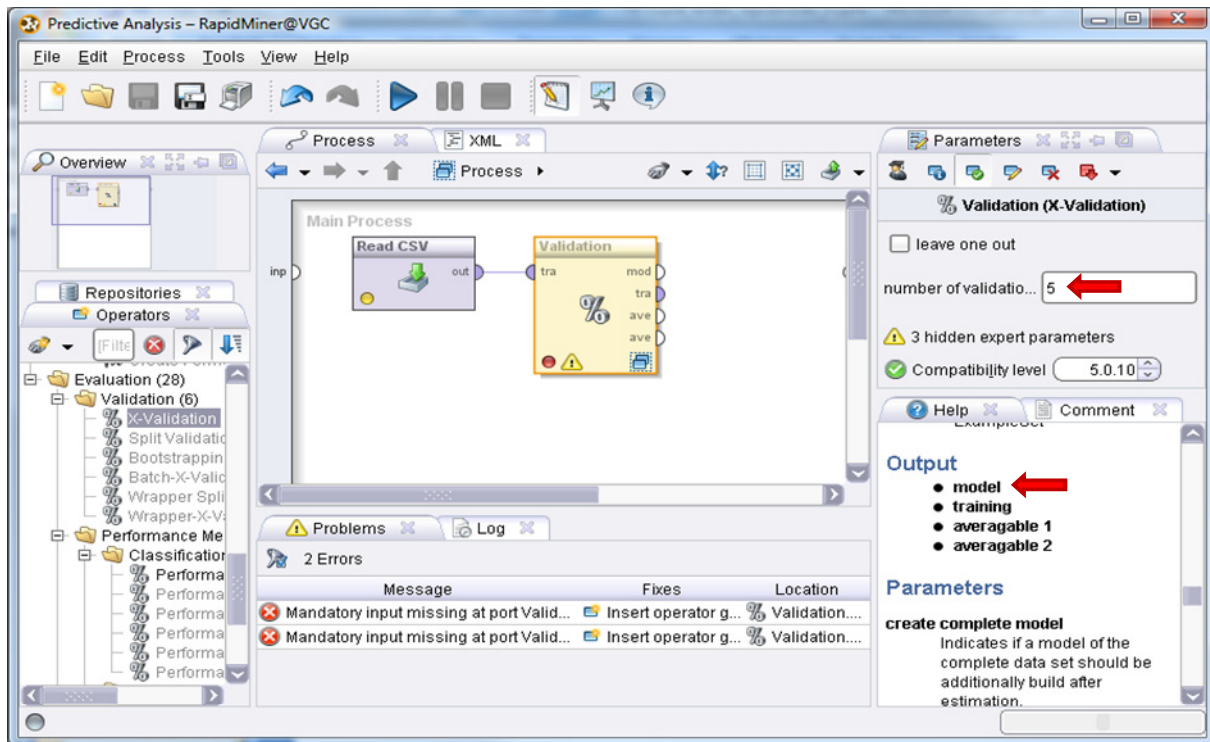 Predictive Analysis – RapidMiner@VGC
File Edit Process Tools View Help
Overview
Process
XML
Parameters
Process
Main Process
Read CSV
Validation
inp
out
tra
mod
tra
ave
ave
Validation (X-Validation)
leave one out
number of validatio... 5
3 hidden expert parameters
Compatibility level 5.0.10
Repositories
Operators
[Filte
Evaluation (28)
Validation (6)
X-Validation
Split Validatio
Bootstrappin
Batch-X-Valic
Wrapper Spli
Wrapper-X-Va
Performance Me
Classification
Performa
Performa
Performa
Performa
Performa
Performa
Problems
Log
2 Errors
Message Fixes Location
Mandatory input missing at port Valid... Insert operator g... Validation....
Mandatory input missing at port Valid... Insert operator g... Validation....
Help
Comment
ExampleSet
Output
model
training
averagable 1
averagable 2
Parameters
create complete model
Indicates if a model of the
complete data set should be
additionally build after
estimation.